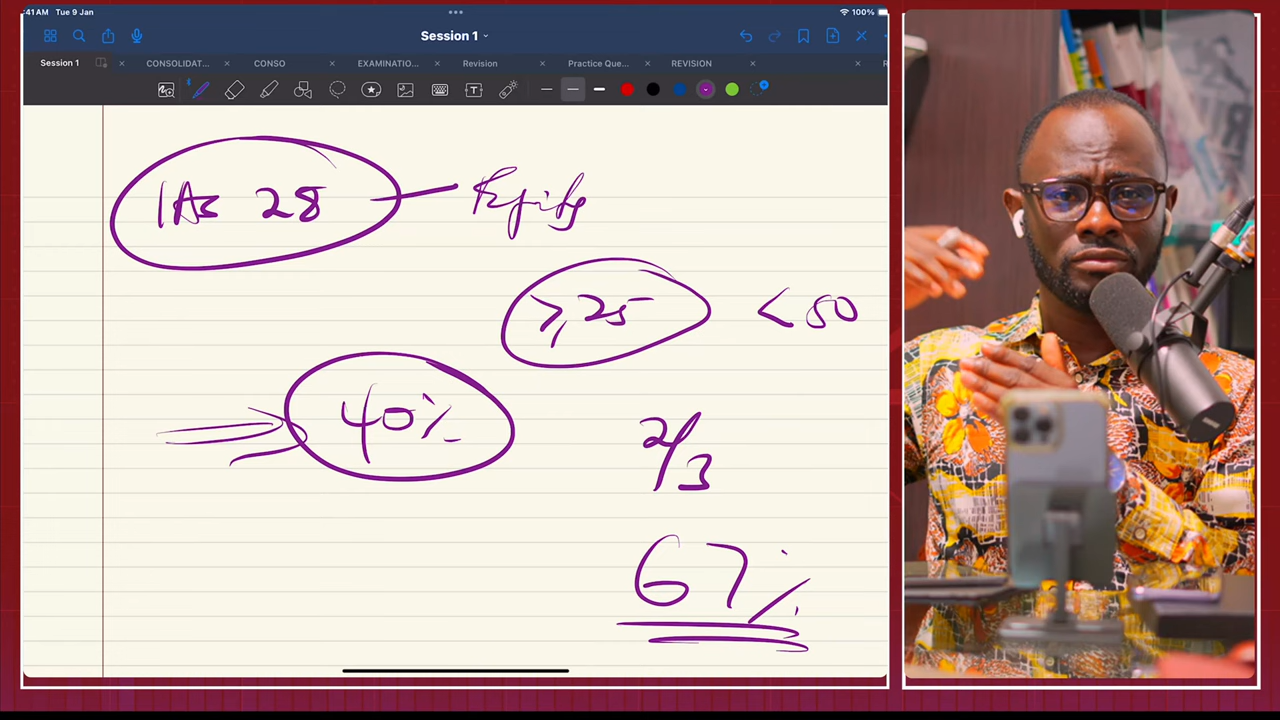 :41 AM Tue 9 Jan
100%
Session 1
Session 1 CONSOLIDAT... CONSO EXAMINATIO... Revision Practice Que... REVISION
IAS 28 Equity
≥25 <50
40%
2/3
67%